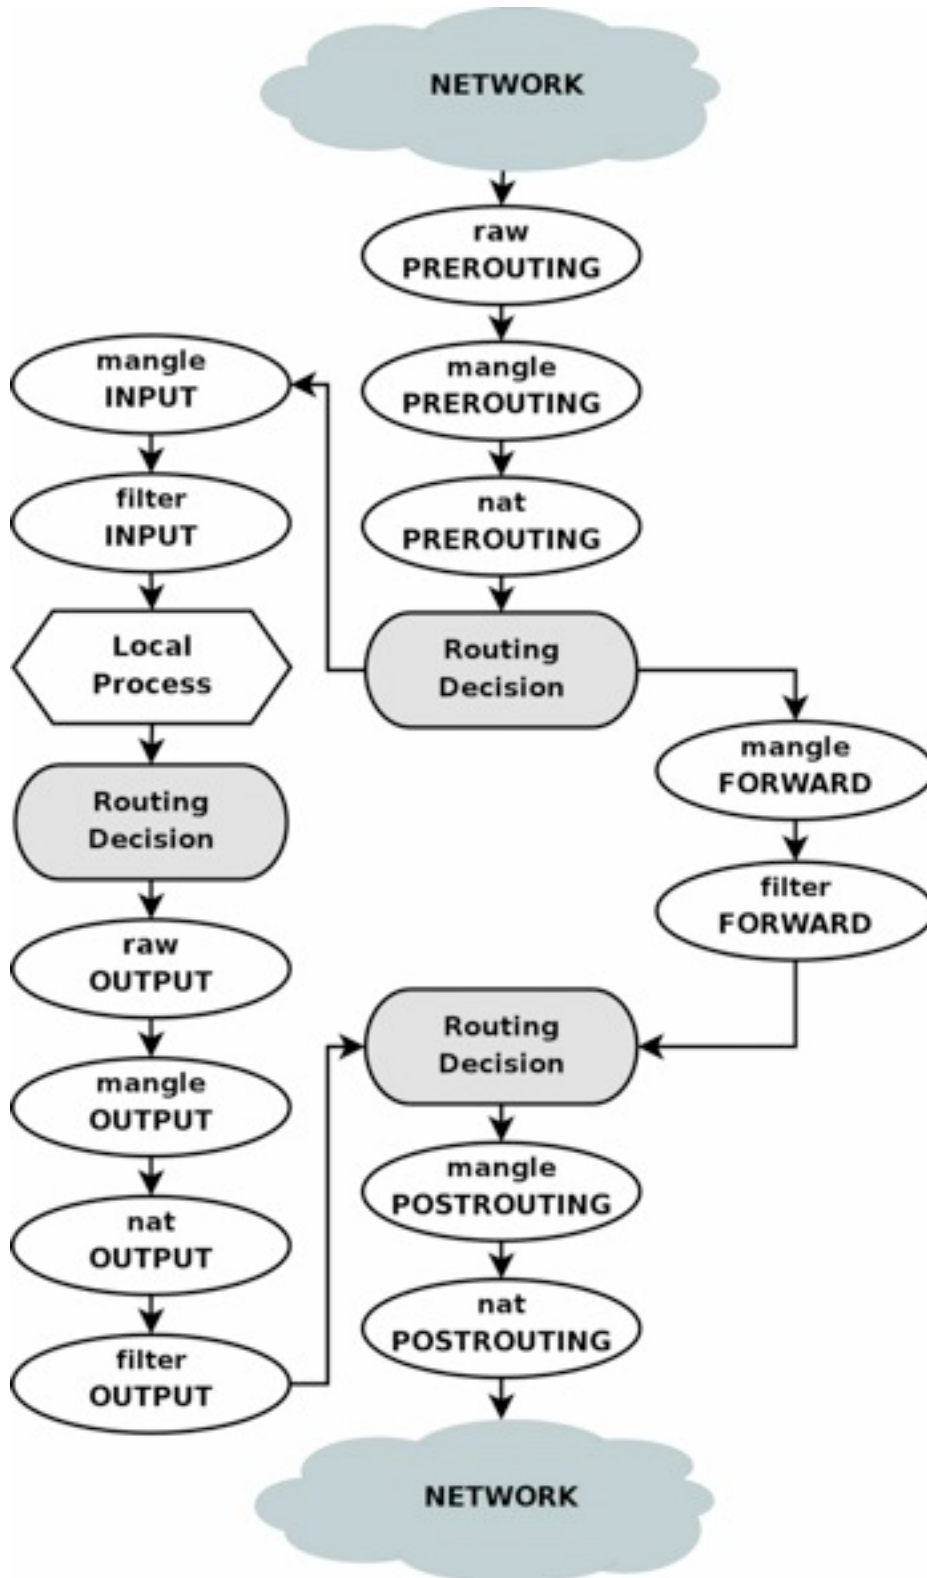 NETWORK
raw
PREROUTING
mangle
PREROUTING
nat
PREROUTING
Routing
Decision
mangle
INPUT
filter
INPUT
Local
Process
Routing
Decision
raw
OUTPUT
mangle
OUTPUT
nat
OUTPUT
filter
OUTPUT
mangle
FORWARD
filter
FORWARD
Routing
Decision
mangle
POSTROUTING
nat
POSTROUTING
NETWORK